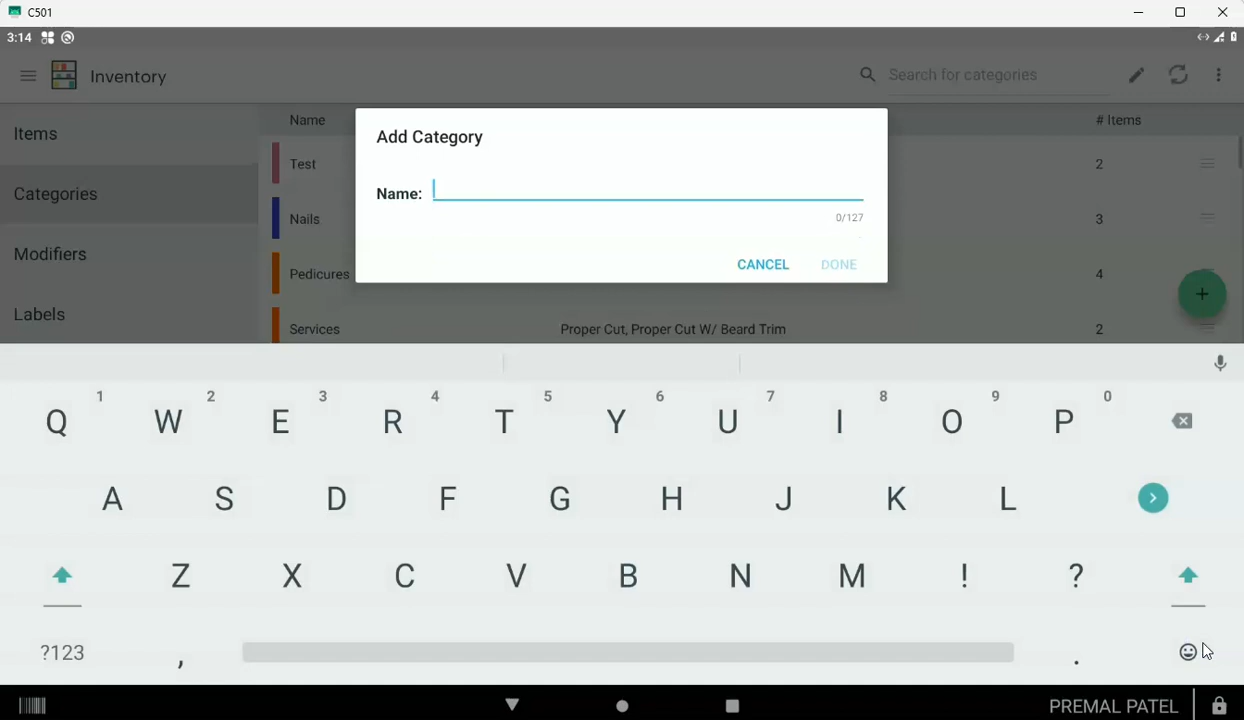 C501
3:14
Inventory
Search for categories
Items
Categories
Modifiers
Labels
Name
# Items
Test
2
Nails
3
Pedicures
4
Services
Proper Cut, Proper Cut W/ Beard Trim
2
Add Category
Name:
0/127
CANCEL
DONE
+
1 2 3 4 5 6 7 8 9 0
Q W E R T Y U I O P
A S D F G H J K L
Z X C V B N M ! ?
?123 , .
PREMAL PATEL